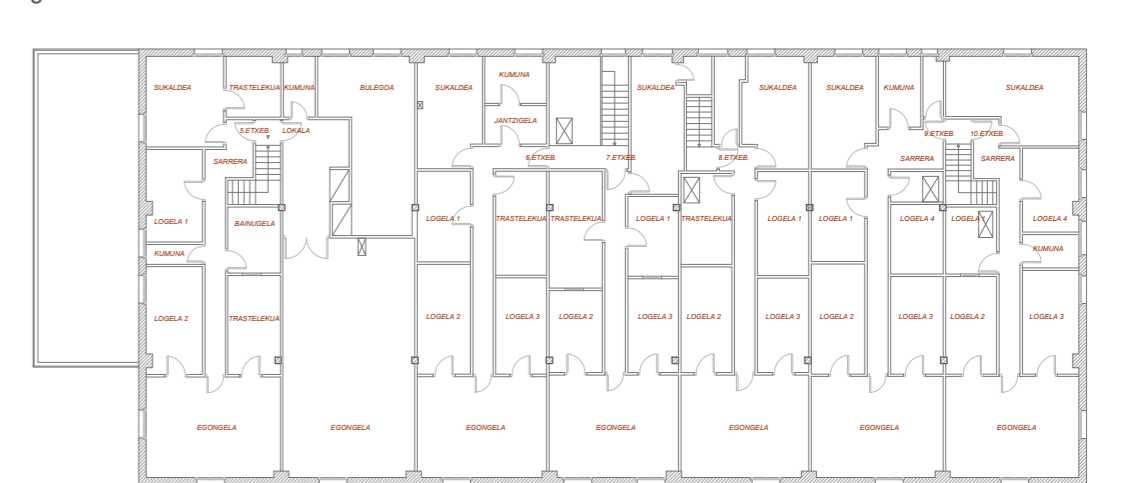 KUMUNA
SUKALDEA TRASTELEKUA KUMUNA BULEGOA SUKALDEA SUKALDEA SUKALDEA SUKALDEA KUMUNA SUKALDEA
JANTZIGELA
5.ETXEB. LOKALA 9.ETXEB. 10.ETXEB.
SARRERA 6.ETXEB. 7.ETXEB. 8.ETXEB. SARRERA SARRERA
LOGELA 1 BAINUGELA LOGELA 1 TRASTELEKUA TRASTELEKUA LOGELA 1 TRASTELEKUA LOGELA 1 LOGELA 1 LOGELA 4 LOGELA 1 LOGELA 4
KUMUNA KUMUNA
LOGELA 2 TRASTELEKUA LOGELA 2 LOGELA 3 LOGELA 2 LOGELA 3 LOGELA 2 LOGELA 3 LOGELA 2 LOGELA 3 LOGELA 2 LOGELA 3
EGONGELA EGONGELA EGONGELA EGONGELA EGONGELA EGONGELA EGONGELA